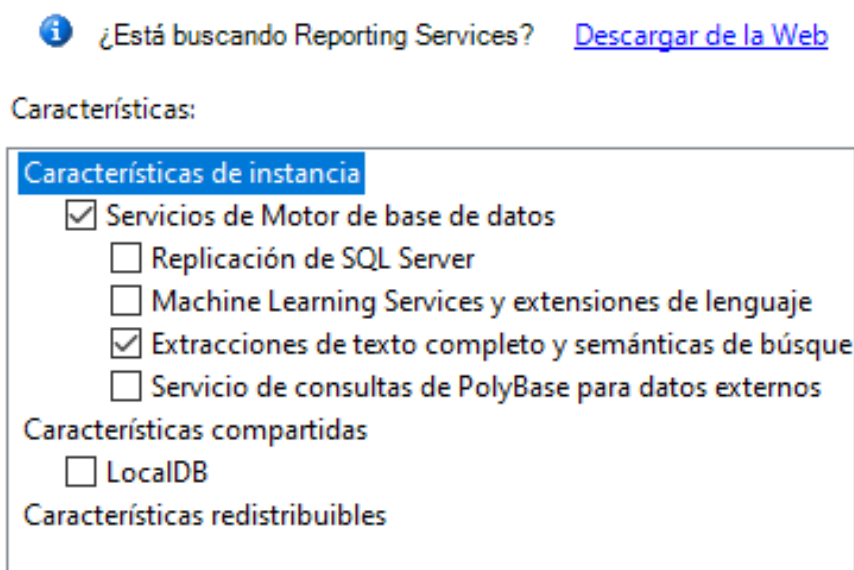 ¿Está buscando Reporting Services? Descargar de la Web
Características:
Características de instancia
Servicios de Motor de base de datos
Replicación de SQL Server
Machine Learning Services y extensiones de lenguaje
Extracciones de texto completo y semánticas de búsque
Servicio de consultas de PolyBase para datos externos
Características compartidas
LocalDB
Características redistribuibles